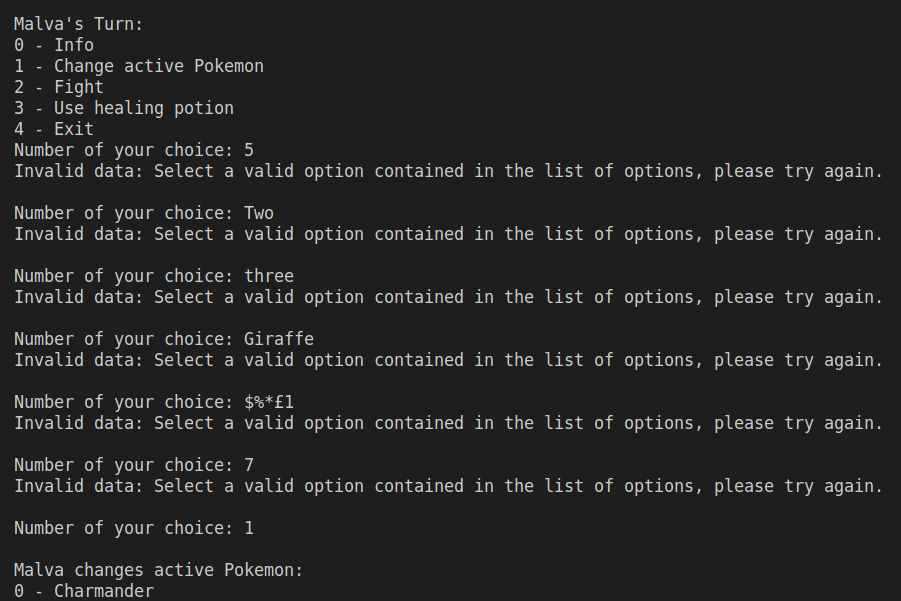 Malva's Turn:
0 - Info
1 - Change active Pokemon
2 - Fight
3 - Use healing potion
4 - Exit
Number of your choice: 5
Invalid data: Select a valid option contained in the list of options, please try again.
Number of your choice: Two
Invalid data: Select a valid option contained in the list of options, please try again.
Number of your choice: three
Invalid data: Select a valid option contained in the list of options, please try again.
Number of your choice: Giraffe
Invalid data: Select a valid option contained in the list of options, please try again.
Number of your choice: $%*£1
Invalid data: Select a valid option contained in the list of options, please try again.
Number of your choice: 7
Invalid data: Select a valid option contained in the list of options, please try again.
Number of your choice: 1
Malva changes active Pokemon:
0 - Charmander